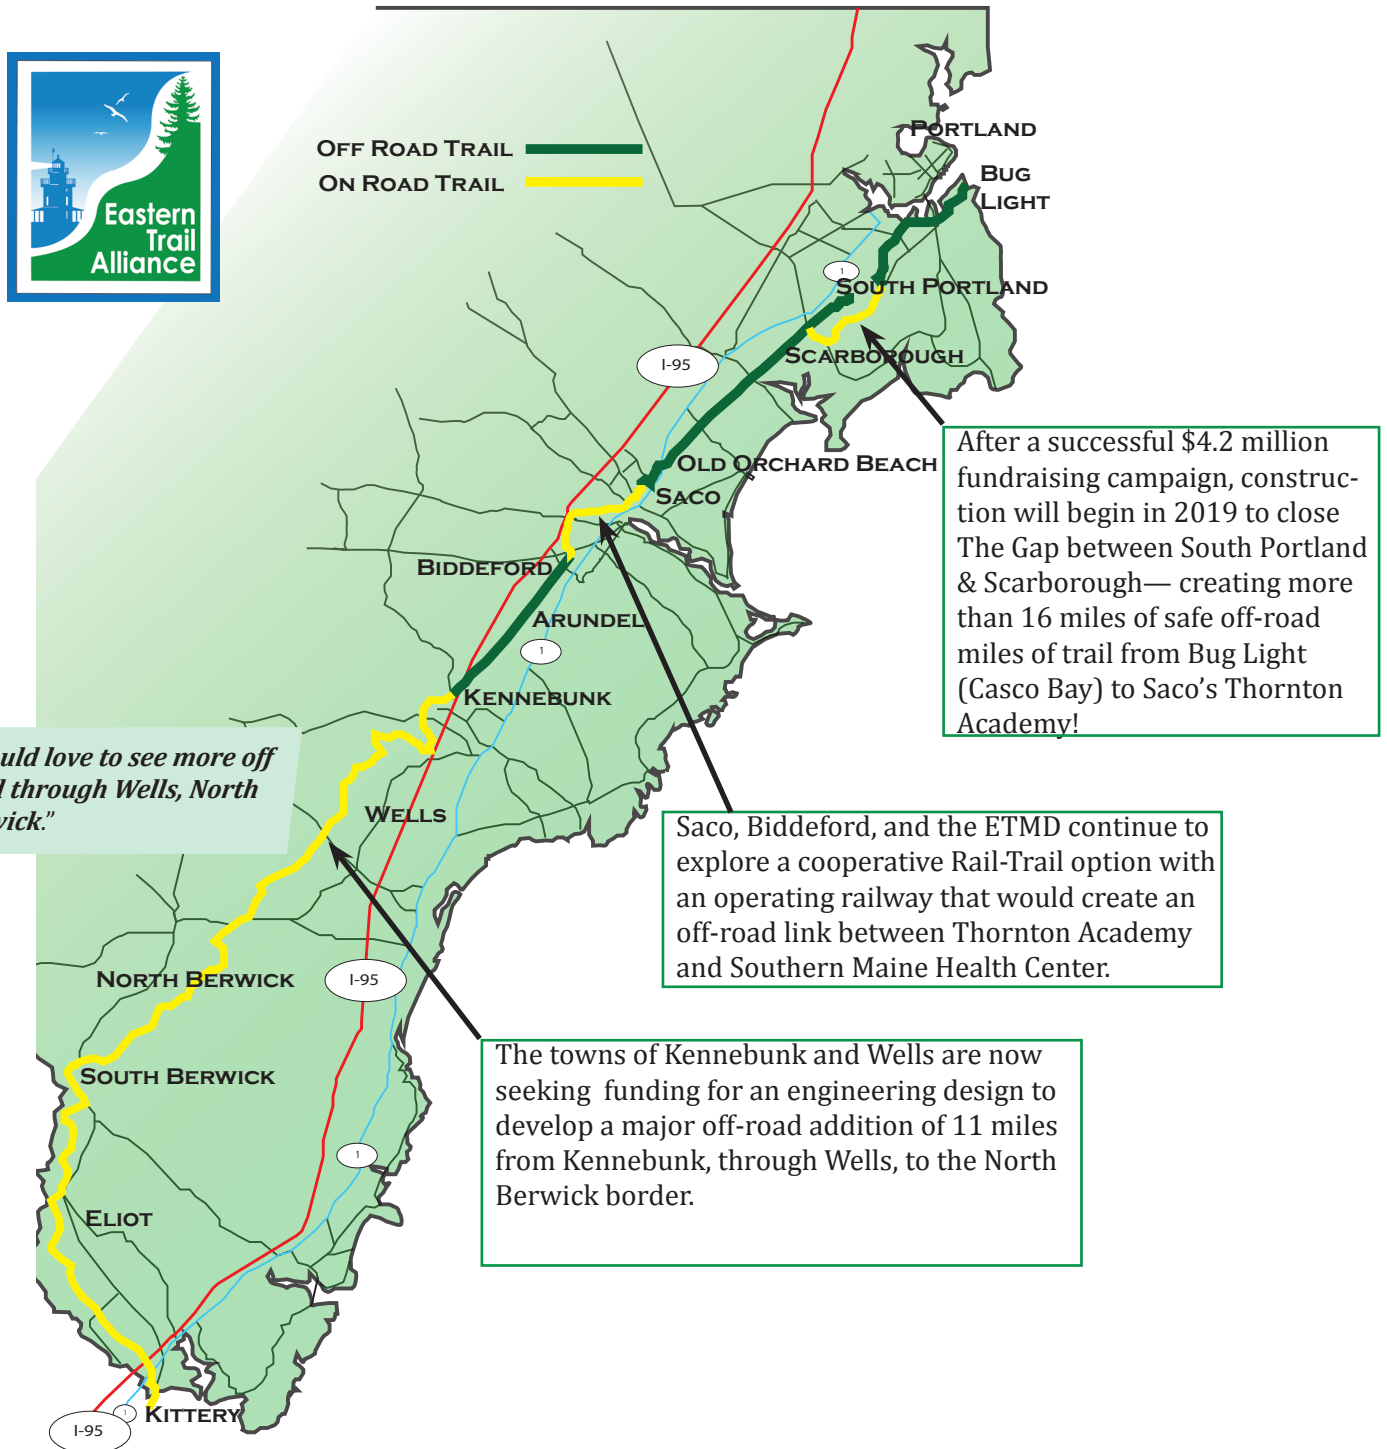 Eastern
Trail
Alliance
OFF ROAD TRAIL
ON ROAD TRAIL
PORTLAND
BUG
LIGHT
1
SOUTH PORTLAND
SCARBOROUGH
I-95
After a successful $4.2 million
fundraising campaign, construc-
tion will begin in 2019 to close
The Gap between South Portland
& Scarborough— creating more
than 16 miles of safe off-road
miles of trail from Bug Light
(Casco Bay) to Saco’s Thornton
Academy!
OLD ORCHARD BEACH
SACO
BIDDEFORD
ARUNDEL
1
KENNEBUNK
uld love to see more off
through Wells, North
wick.”
WELLS
Saco, Biddeford, and the ETMD continue to
explore a cooperative Rail-Trail option with
an operating railway that would create an
off-road link between Thornton Academy
and Southern Maine Health Center.
NORTH BERWICK
I-95
The towns of Kennebunk and Wells are now
seeking funding for an engineering design to
develop a major off-road addition of 11 miles
from Kennebunk, through Wells, to the North
Berwick border.
SOUTH BERWICK
1
ELIOT
1
KITTERY
I-95